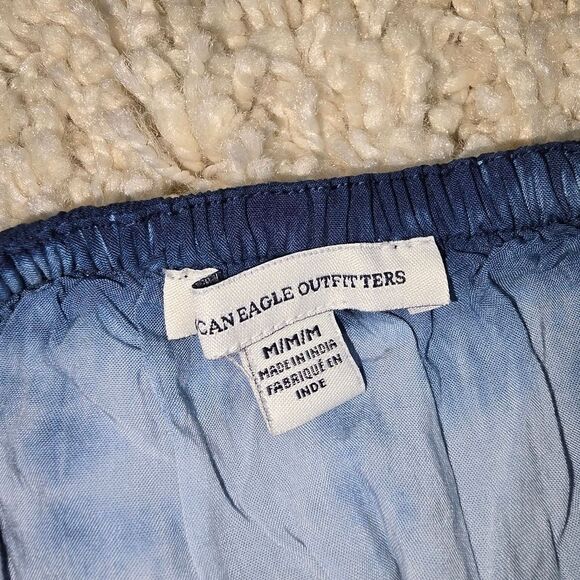 CAN EAGLE OUTFITTERS
M/M/M
MADE IN INDIA
FABRIQUÉ EN
INDE